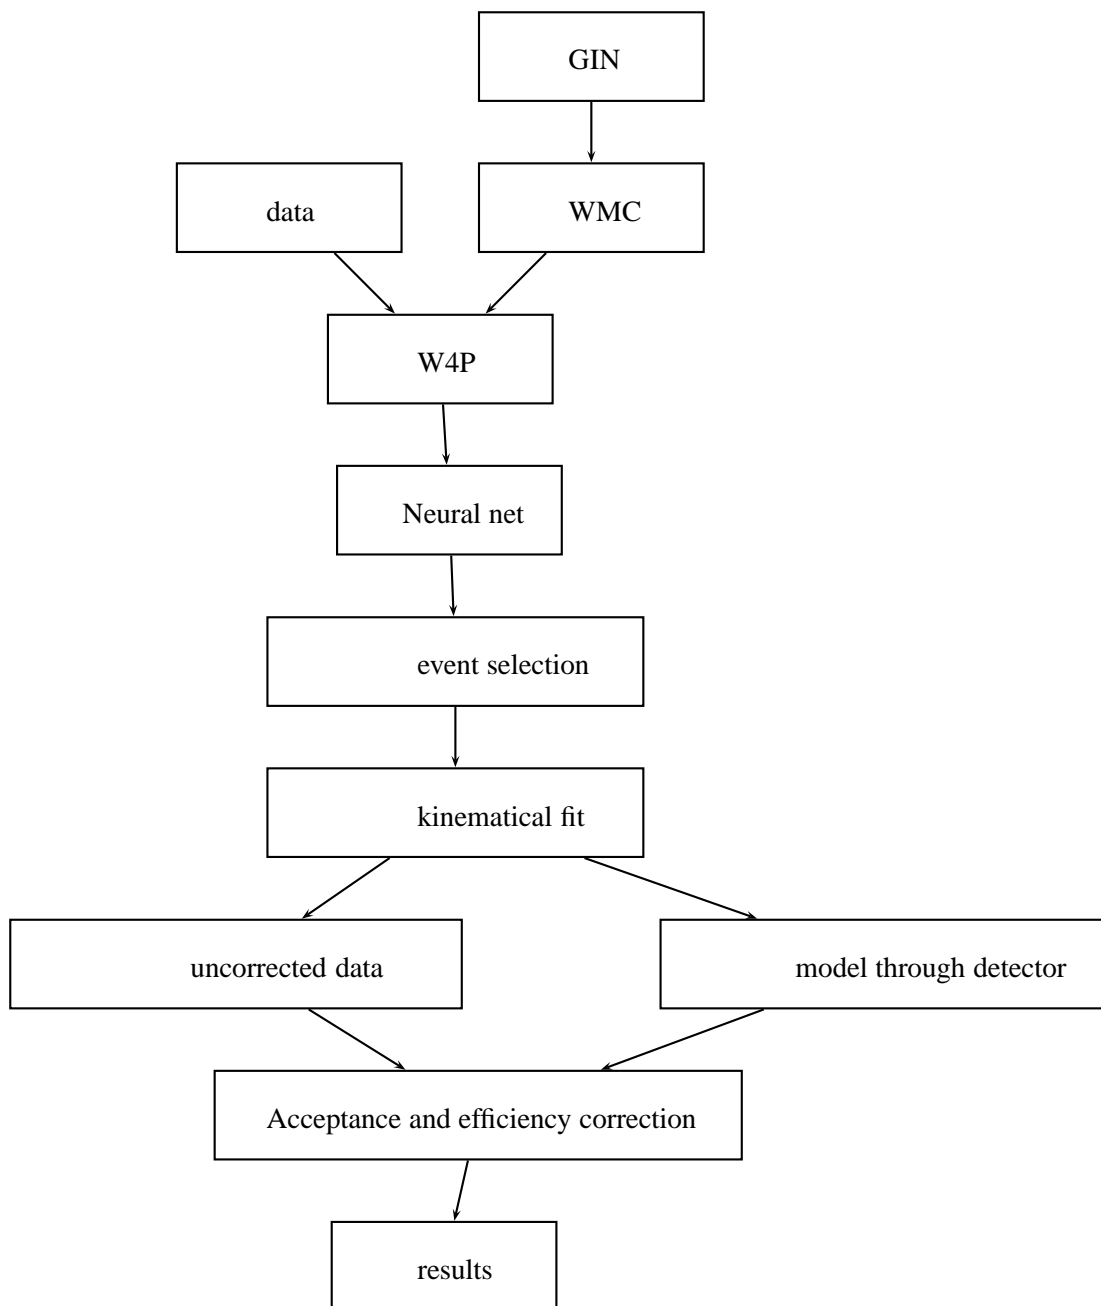 GIN
data
WMC
W4P
Neural net
event selection
kinematical fit
uncorrected data
model through detector
Acceptance and efficiency correction
results